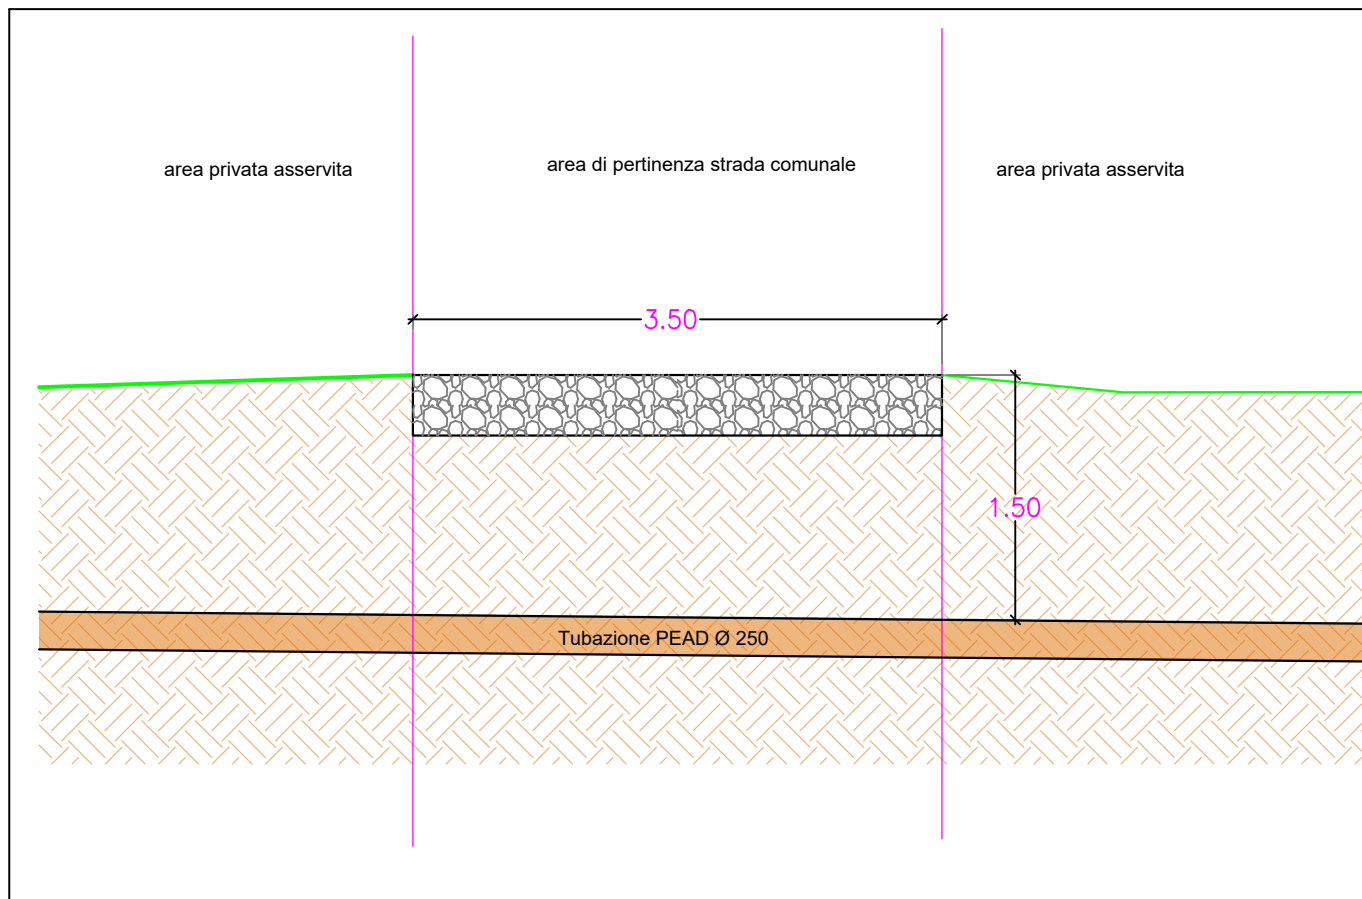 area privata asservita
area di pertinenza strada comunale
area privata asservita
3.50
1.50
Tubazione PEAD Ø 250